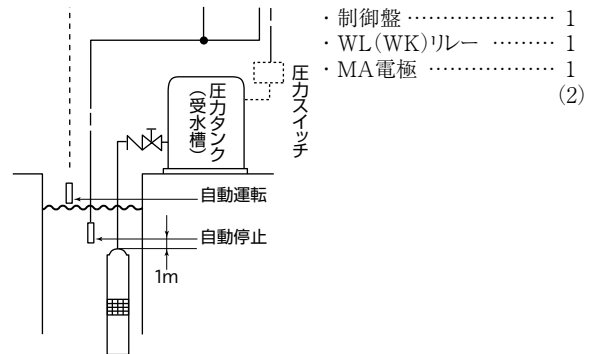 ・制御盤 ………………… 1
・WL(WK)リレー ……… 1
・MA電極 ……………… 1
(2)
圧力スイッチ
圧力タンク
(受水槽)
自動運転
自動停止
1m